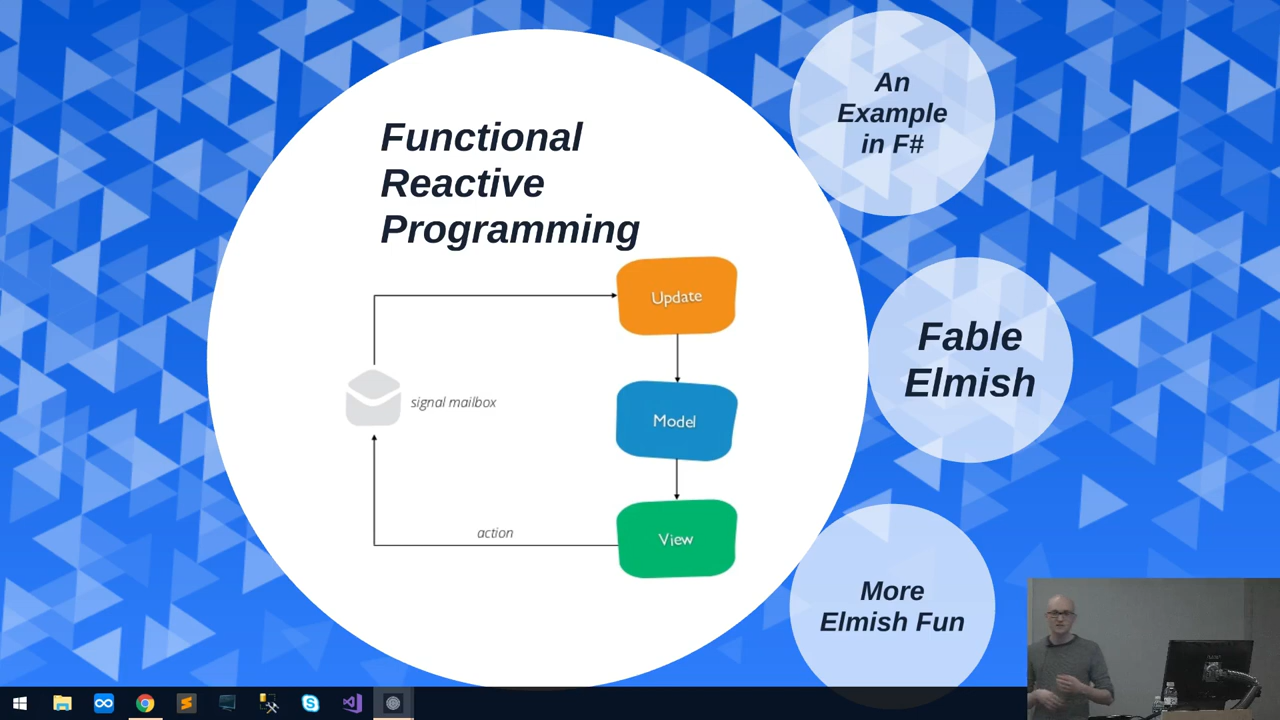 Functional
Reactive
Programming
Update
signal mailbox
Model
action
View
An
Example
in F#
Fable
Elmish
More
Elmish Fun